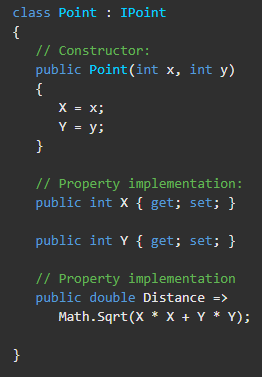 class Point : IPoint
{
   // Constructor:
   public Point(int x, int y)
   {
      X = x;
      Y = y;
   }

   // Property implementation:
   public int X { get; set; }

   public int Y { get; set; }

   // Property implementation
   public double Distance =>
      Math.Sqrt(X * X + Y * Y);

}